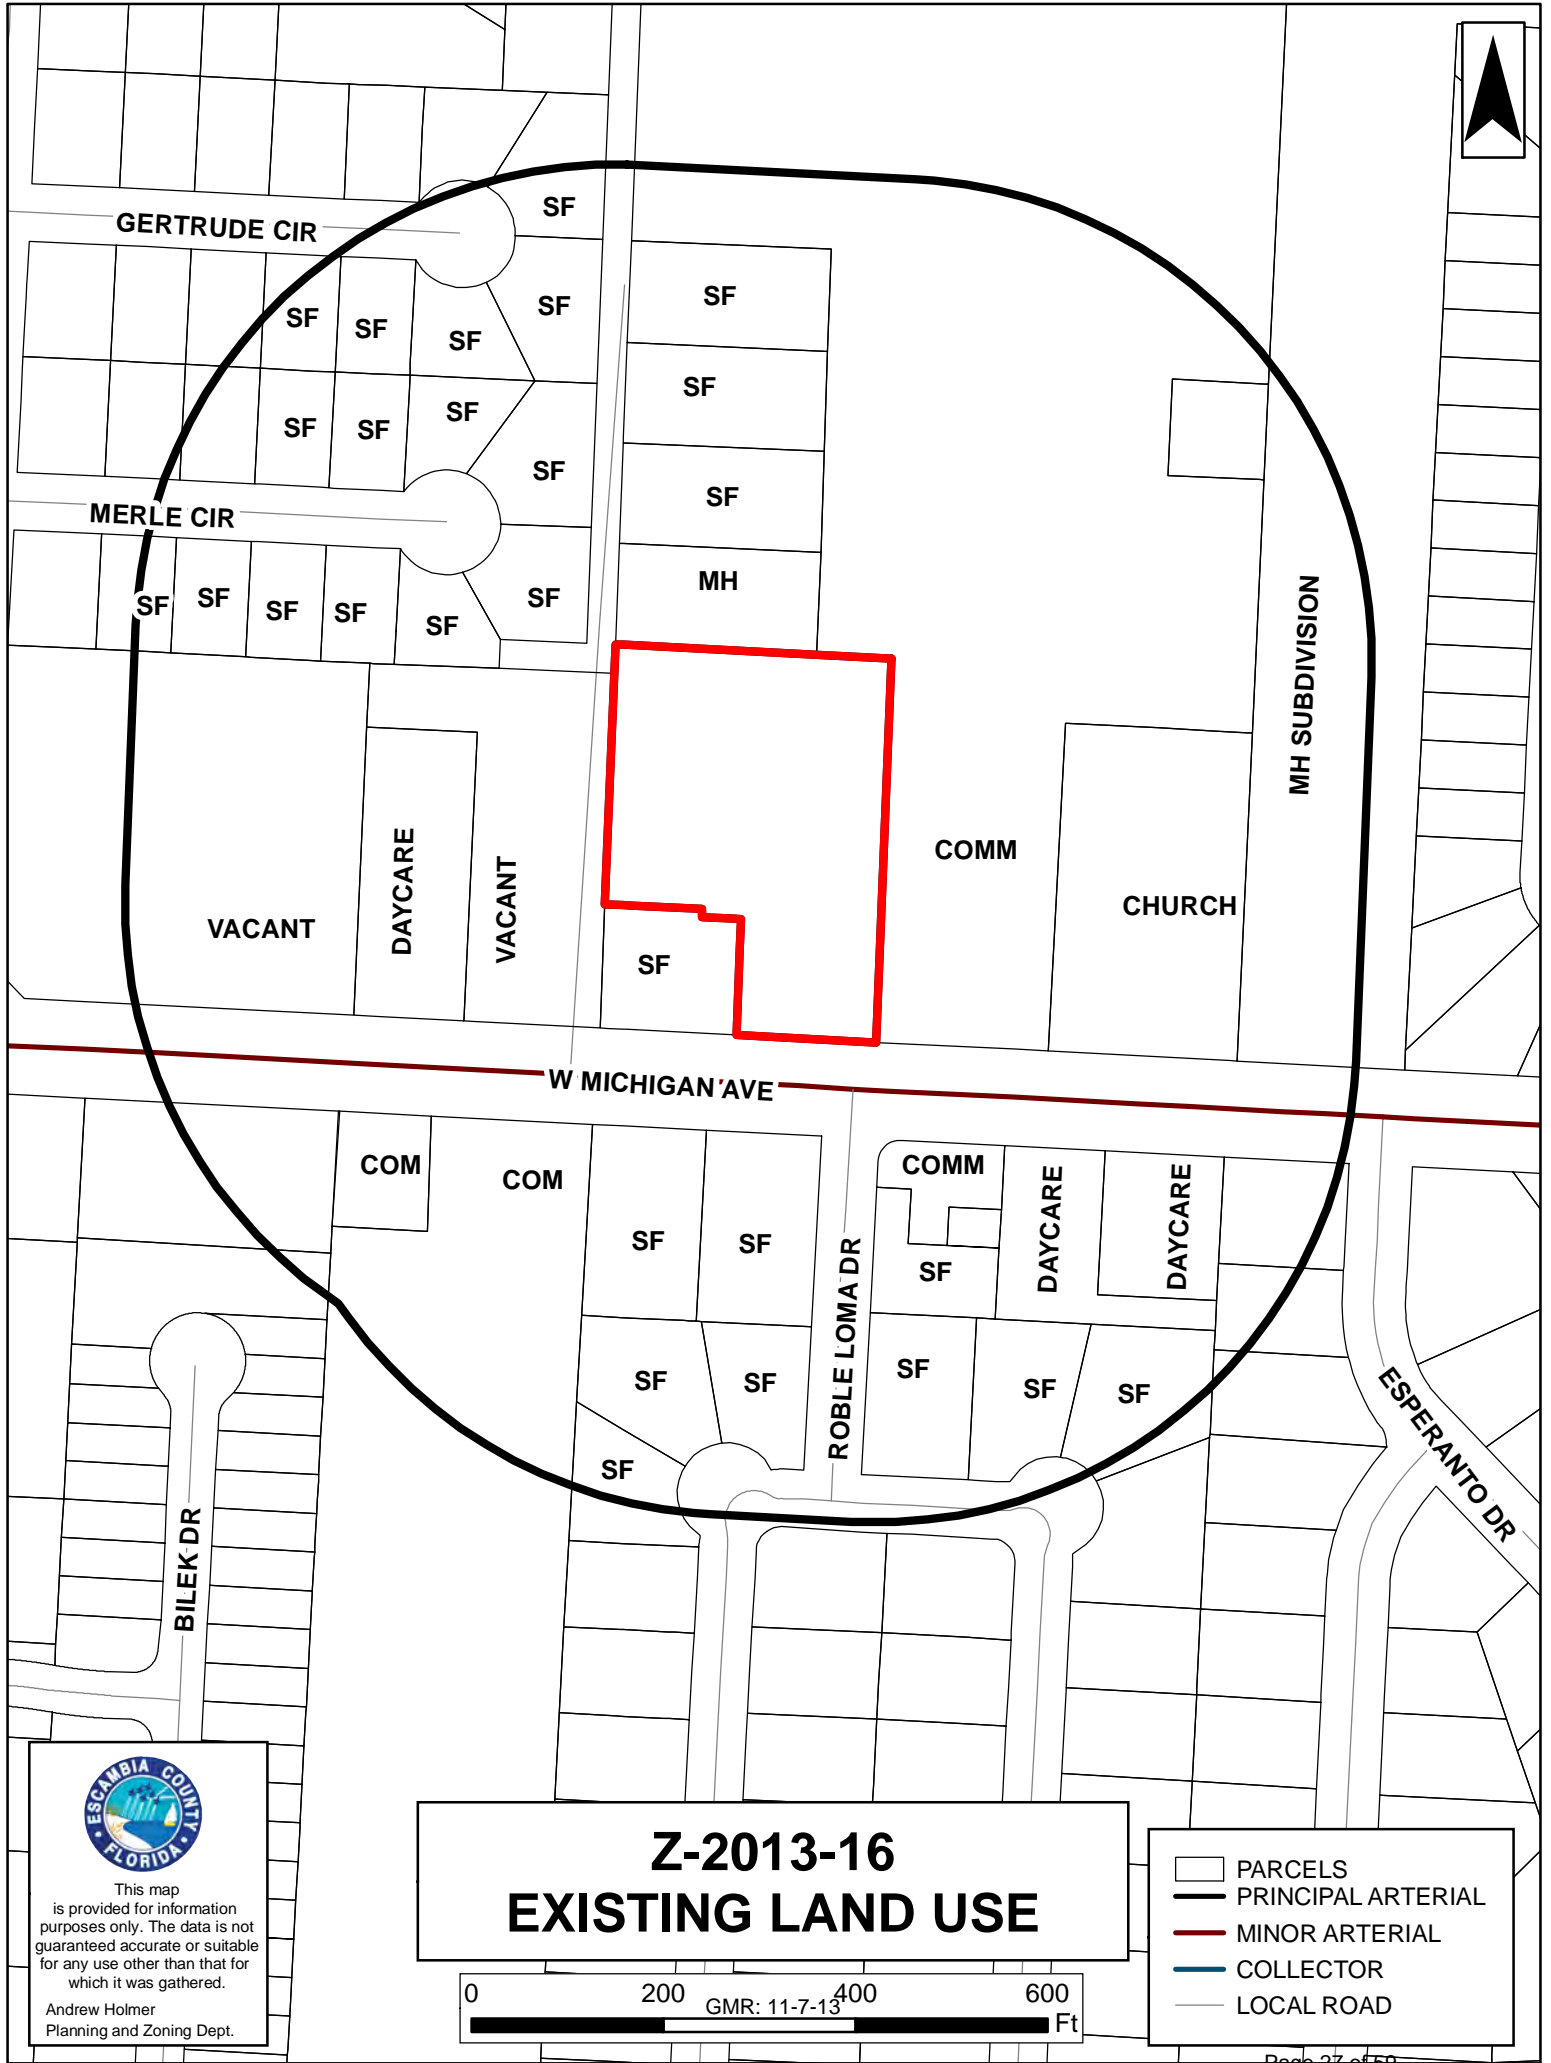 GERTRUDE CIR
SF
SF
SF
SF
SF
SF
SF
SF
SF
SF
SF
SF
MERLE CIR
SF
MH
SF
SF
SF
SF
SF
SF
MH SUBDIVISION
VACANT
DAYCARE
VACANT
SF
COMM
CHURCH
W MICHIGAN AVE
COM
COM
SF
SF
COMM
SF
DAYCARE
DAYCARE
ROBLE LOMA DR
SF
SF
SF
SF
SF
SF
ESPERANTO DR
BILEK DR
ESCAMBIA COUNTY
FLORIDA
This map
is provided for information
purposes only. The data is not
guaranteed accurate or suitable
for any use other than that for
which it was gathered.
Andrew Holmer
Planning and Zoning Dept.
Z-2013-16
EXISTING LAND USE
0 200 400 600
GMR: 11-7-13
Ft
PARCELS
PRINCIPAL ARTERIAL
MINOR ARTERIAL
COLLECTOR
LOCAL ROAD
Page 27 of 59